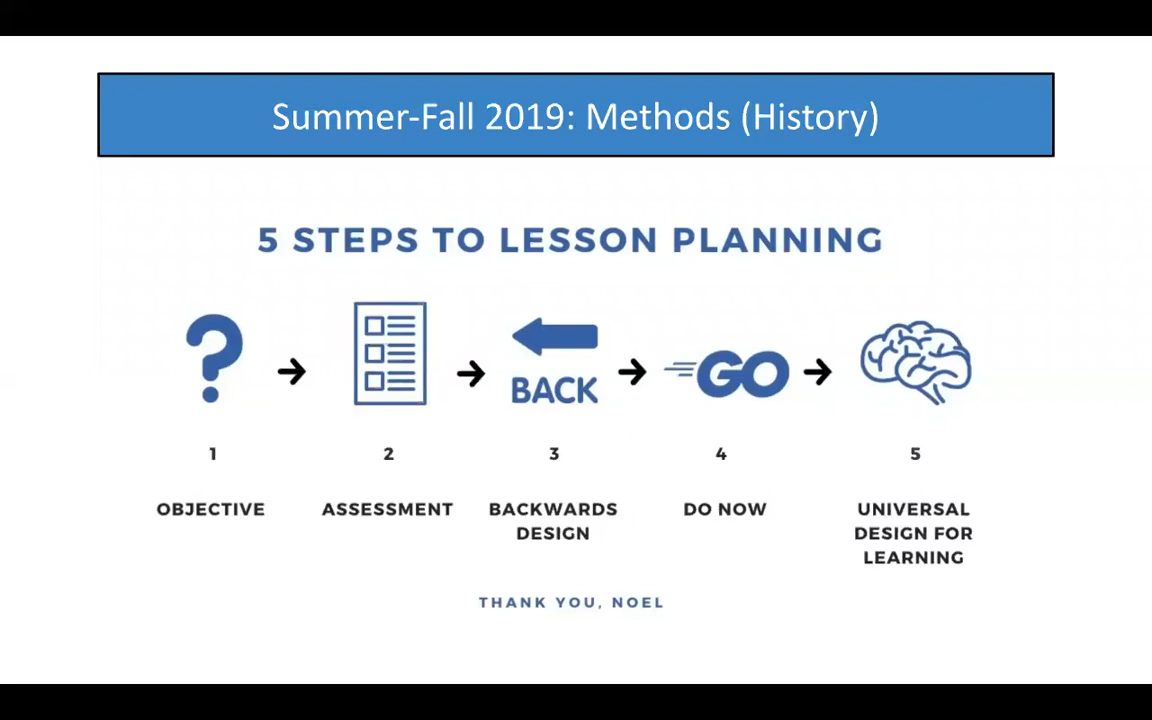 Summer-Fall 2019: Methods (History)
5 STEPS TO LESSON PLANNING
?
BACK
GO
1
2
3
4
5
OBJECTIVE
ASSESSMENT
BACKWARDS
DESIGN
DO NOW
UNIVERSAL
DESIGN FOR
LEARNING
THANK YOU, NOEL